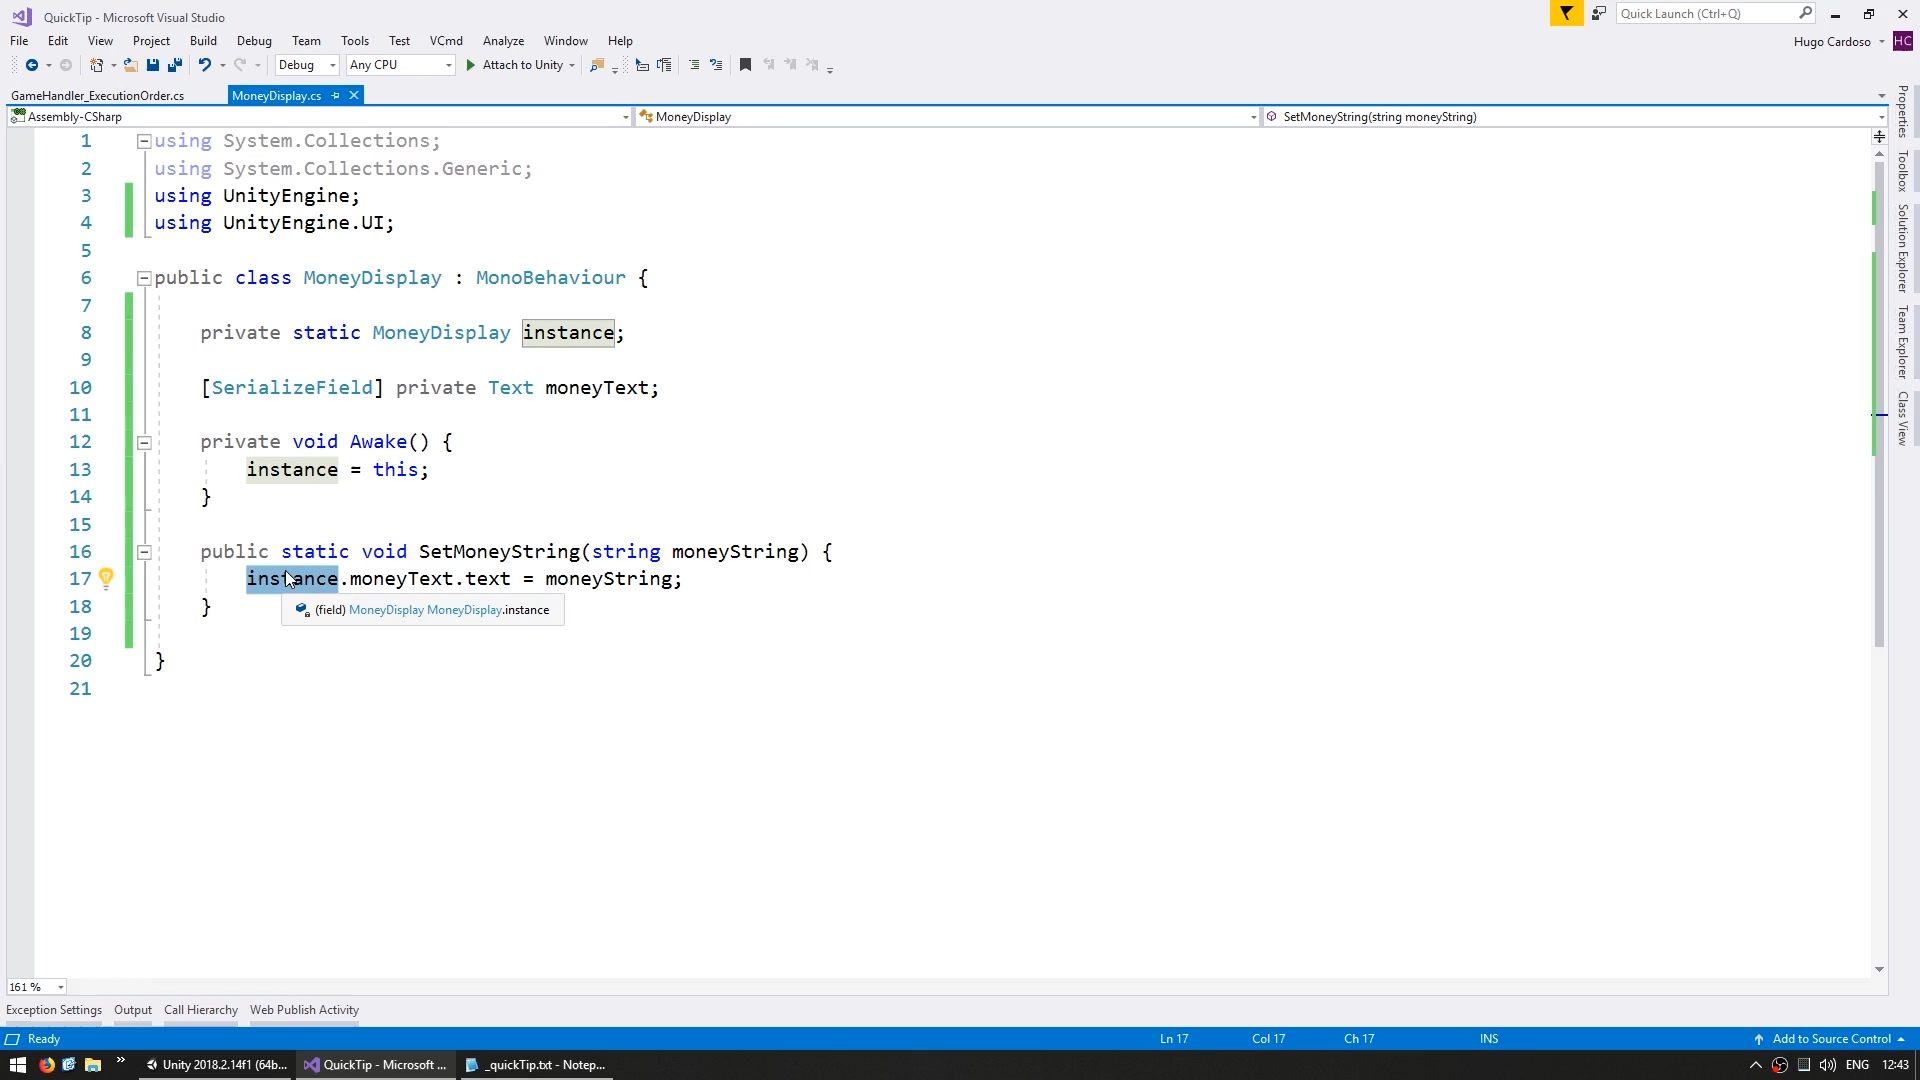 QuickTip - Microsoft Visual Studio
Quick Launch (Ctrl+Q)
File Edit View Project Build Debug Team Tools Test VCmd Analyze Window Help
Hugo Cardoso HC
Debug Any CPU Attach to Unity
GameHandler_ExecutionOrder.cs MoneyDisplay.cs
Assembly-CSharp MoneyDisplay SetMoneyString(string moneyString)
1 using System.Collections;
2 using System.Collections.Generic;
3 using UnityEngine;
4 using UnityEngine.UI;
5
6 public class MoneyDisplay : MonoBehaviour {
7
8 private static MoneyDisplay instance;
9
10 [SerializeField] private Text moneyText;
11
12 private void Awake() {
13 instance = this;
14 }
15
16 public static void SetMoneyString(string moneyString) {
17 instance.moneyText.text = moneyString;
18 }
(field) MoneyDisplay MoneyDisplay.instance
19
20 }
21
Properties
Toolbox
Solution Explorer
Team Explorer
Class View
161 %
Exception Settings Output Call Hierarchy Web Publish Activity
Ready Ln 17 Col 17 Ch 17 INS Add to Source Control
Unity 2018.2.14f1 (64b... QuickTip - Microsoft ... _quickTip.txt - Notep... ENG 12:43